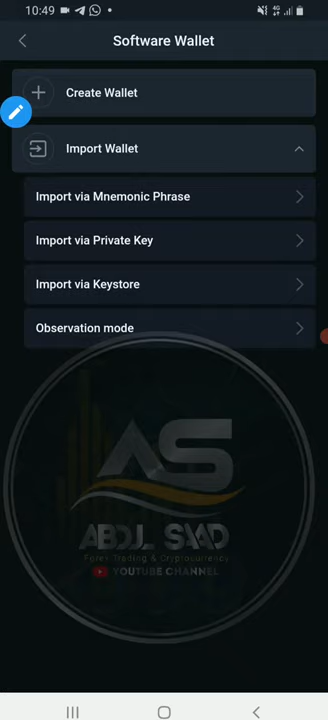 10:49
4G
Software Wallet
Create Wallet
Import Wallet
Import via Mnemonic Phrase
Import via Private Key
Import via Keystore
Observation mode
AS
ABDUL SAAD
Forex Trading & Cryptocurrency
YOUTUBE CHANNEL